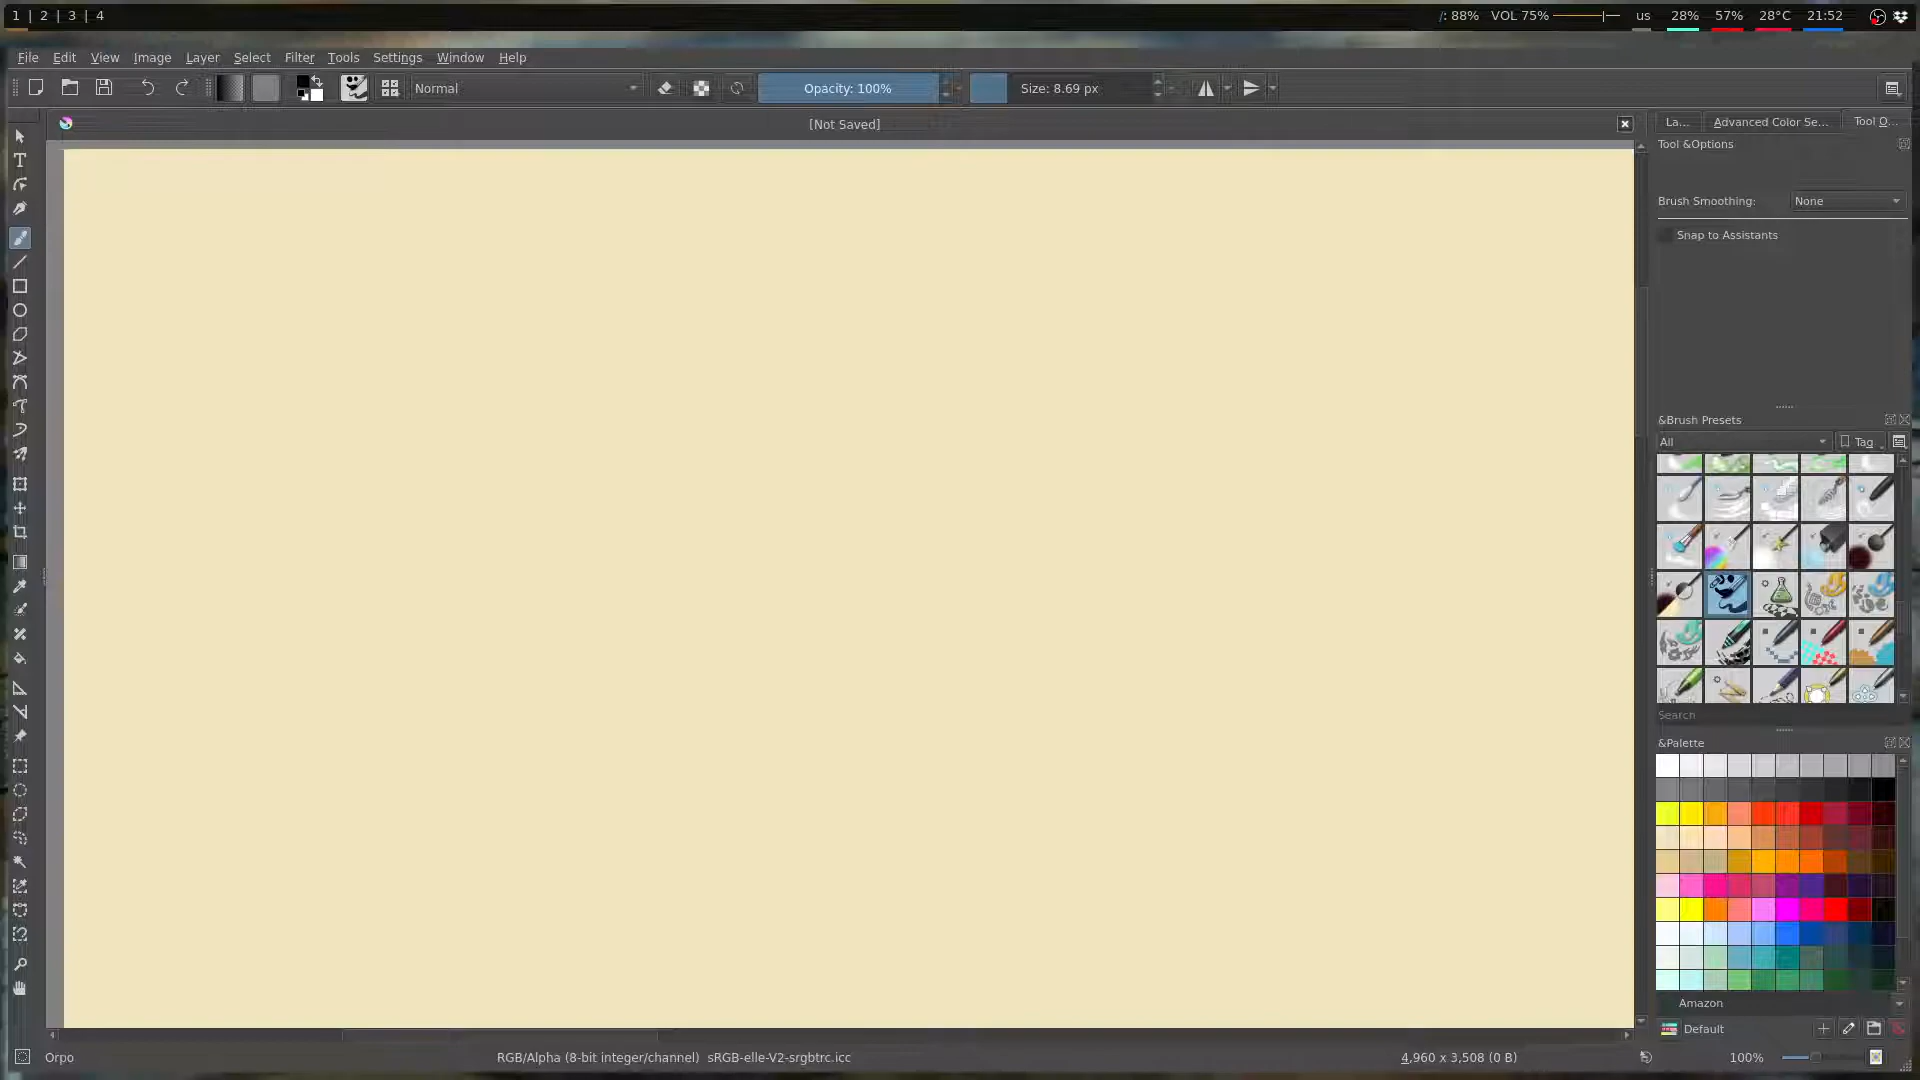 1 | 2 | 3 | 4
/: 88% VOL 75% us 28% 57% 28°C 21:52
File Edit View Image Layer Select Filter Tools Settings Window Help
Normal Opacity: 100% Size: 8.69 px
[Not Saved]
La... Advanced Color Se... Tool O...
Tool &Options
Brush Smoothing: None
Snap to Assistants
&Brush Presets
All Tag
Search
&Palette
Amazon
Default
Orpo RGB/Alpha (8-bit integer/channel) sRGB-elle-V2-srgbtrc.icc 4,960 x 3,508 (0 B) 100%